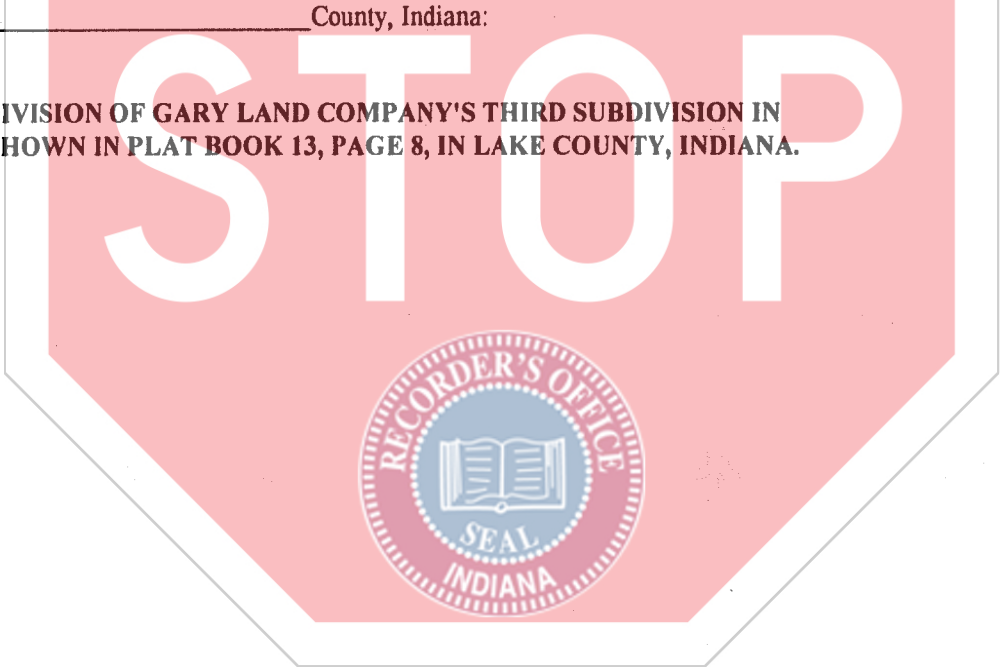 County, Indiana:
IVISION OF GARY LAND COMPANY'S THIRD SUBDIVISION IN
HOWN IN PLAT BOOK 13, PAGE 8, IN LAKE COUNTY, INDIANA.
STOP
RECORDER'S OFFICE
SEAL
INDIANA